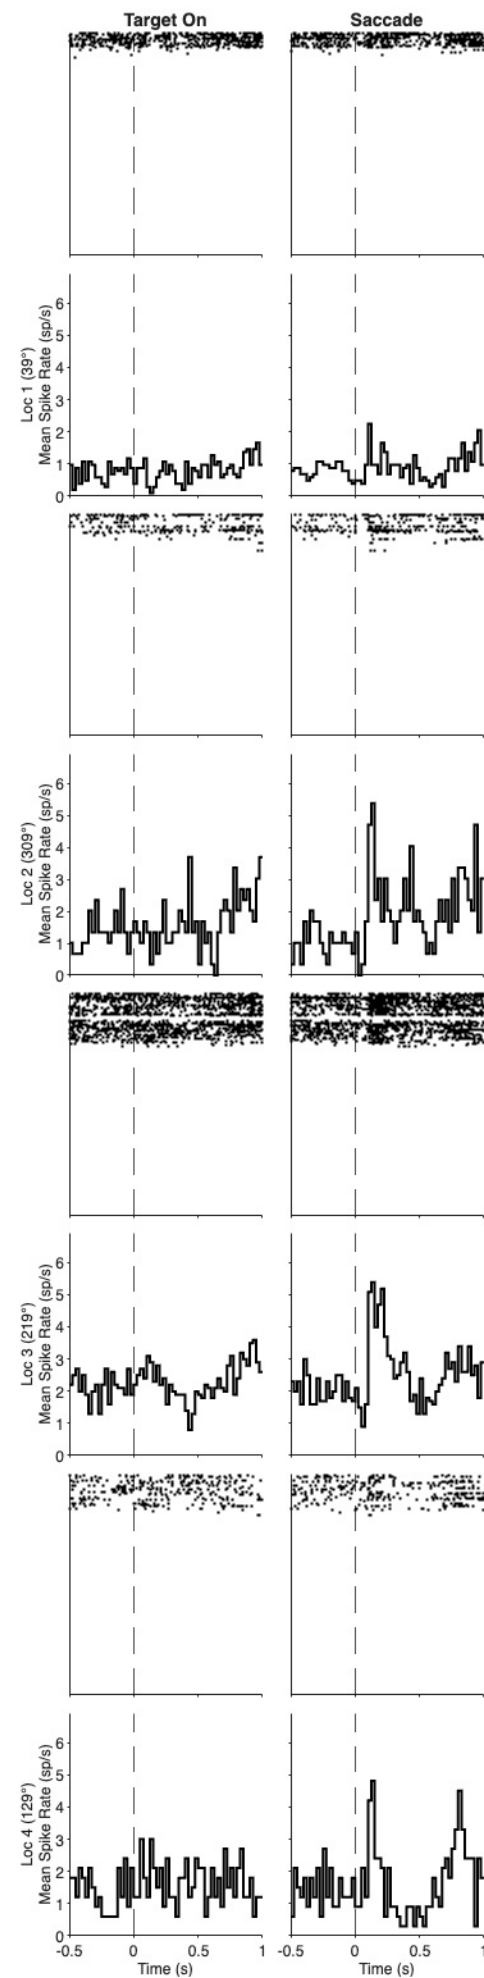 Target On Saccade
Loc 1 (39°)
Mean Spike Rate (sp/s)
6
5
4
3
2
1
0
Loc 2 (309°)
Mean Spike Rate (sp/s)
6
5
4
3
2
1
0
Loc 3 (219°)
Mean Spike Rate (sp/s)
6
5
4
3
2
1
0
Loc 4 (129°)
Mean Spike Rate (sp/s)
6
5
4
3
2
1
0
-0.5 0 0.5 1 -0.5 0 0.5 1
Time (s) Time (s)